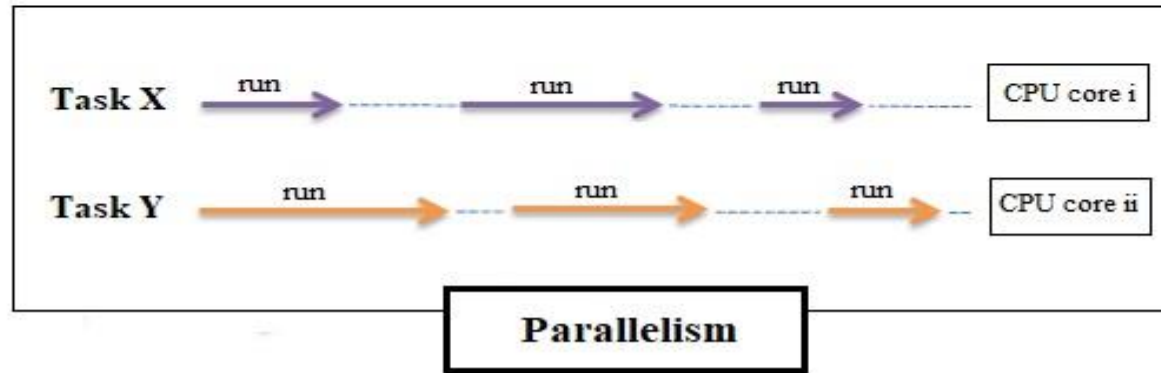 run run run
Task X CPU core i
run run run
Task Y CPU core ii
Parallelism